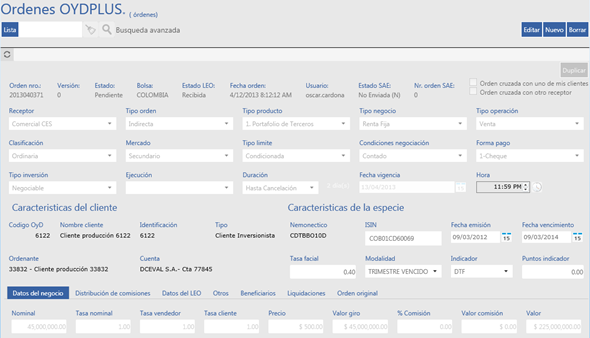 Ordenes OYDPLUS. ( órdenes)
Lista Busqueda avanzada Editar Nuevo Borrar
Duplicar
Orden nro.: Versión: Estado: Bolsa: Estado LEO: Fecha orden: Usuario: Estado SAE: Nr. orden SAE: Orden cruzada con uno de mis clientes
2013040371 0 Pendiente COLOMBIA Recibida 4/12/2013 8:12:12 AM oscar.cardona No Enviada (N) 0 Orden cruzada con otro receptor
Receptor Tipo orden Tipo producto Tipo negocio Tipo operación
Comercial CES Indirecta 1. Portafolio de Terceros Renta Fija Venta
Clasificación Mercado Tipo limite Condiciones negociación Forma pago
Ordinaria Secundario Condicionada Contado 1-Cheque
Tipo inversión Ejecución Duración Fecha vigencia Hora
Negociable Hasta Cancelación 12/04/2013 11:59 PM
Caracteristicas del cliente Caracteristicas de la especie
Codigo OyD Nombre cliente Identificación Tipo Nemonectico ISIN Fecha emisión Fecha vencimiento
6122 Cliente producción 6122 6122 Cliente Inversionista CDTBBO10D COB01CD60069 09/03/2012 15 09/03/2014 15
Ordenante Cuenta Tasa facial Modalidad Indicador Puntos indicador
33832 - Cliente producción 33832 DCEVAL S.A.- Cta 77845 0.40 TRIMESTRE VENCIDO DTF 0.00
Datos del negocio Distribución de comisiones Datos del LEO Otros Beneficiarios Liquidaciones Orden original
Nominal Tasa nominal Tasa vendedor Tasa cliente Precio Valor giro % Comisión Valor comisión Valor
45,000,000.00 1.00 1.00 1.00 $ 500.00 $ 45,000,000.00 0.00 $ 0.00 $ 225,000,000.00